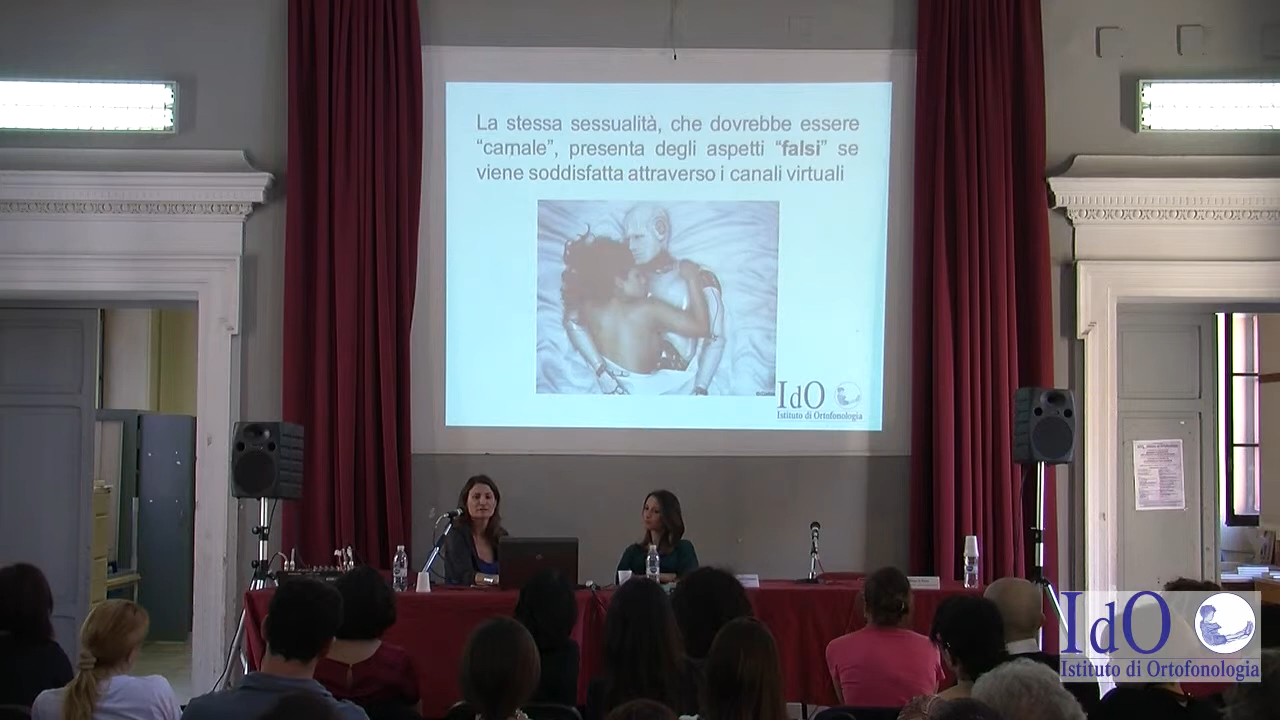 La stessa sessualità, che dovrebbe essere
“carnale”, presenta degli aspetti “falsi” se
viene soddisfatta attraverso i canali virtuali
IdO
Istituto di Ortofonologia
IdO
Istituto di Ortofonologia